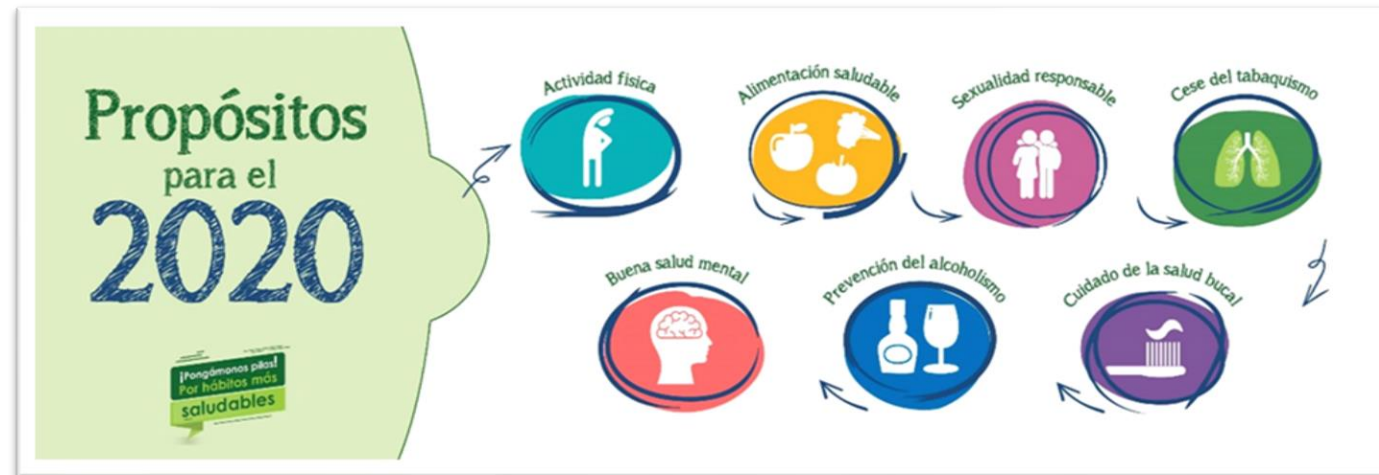 Propósitos
para el
2020
¡Pongámonos pilas!
Por hábitos más
saludables
Actividad física
Alimentación saludable
Sexualidad responsable
Cese del tabaquismo
Cuidado de la salud bucal
Prevención del alcoholismo
Buena salud mental